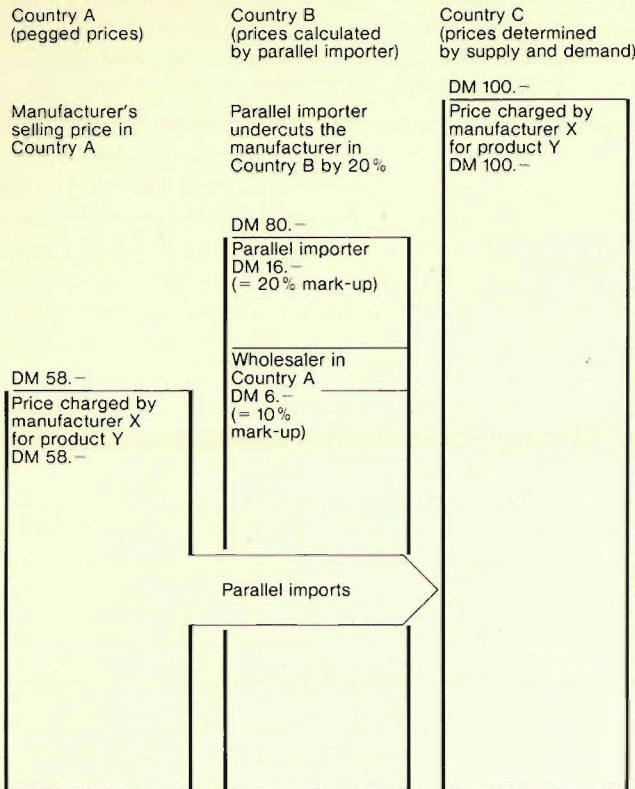 Country A
(pegged prices)
Manufacturer's
selling price in
Country A
DM 58.—
Price charged by
manufacturer X
for product Y
DM 58.—
Country B
(prices calculated
by parallel importer)
Parallel importer
undercuts the
manufacturer in
Country B by 20%
DM 80.—
Parallel importer
DM 16.—
(= 20% mark-up)
Wholesaler in
Country A
DM 6.—
(= 10%
mark-up)
Parallel imports
Country C
(prices determined
by supply and demand)
DM 100.—
Price charged by
manufacturer X
for product Y
DM 100.—